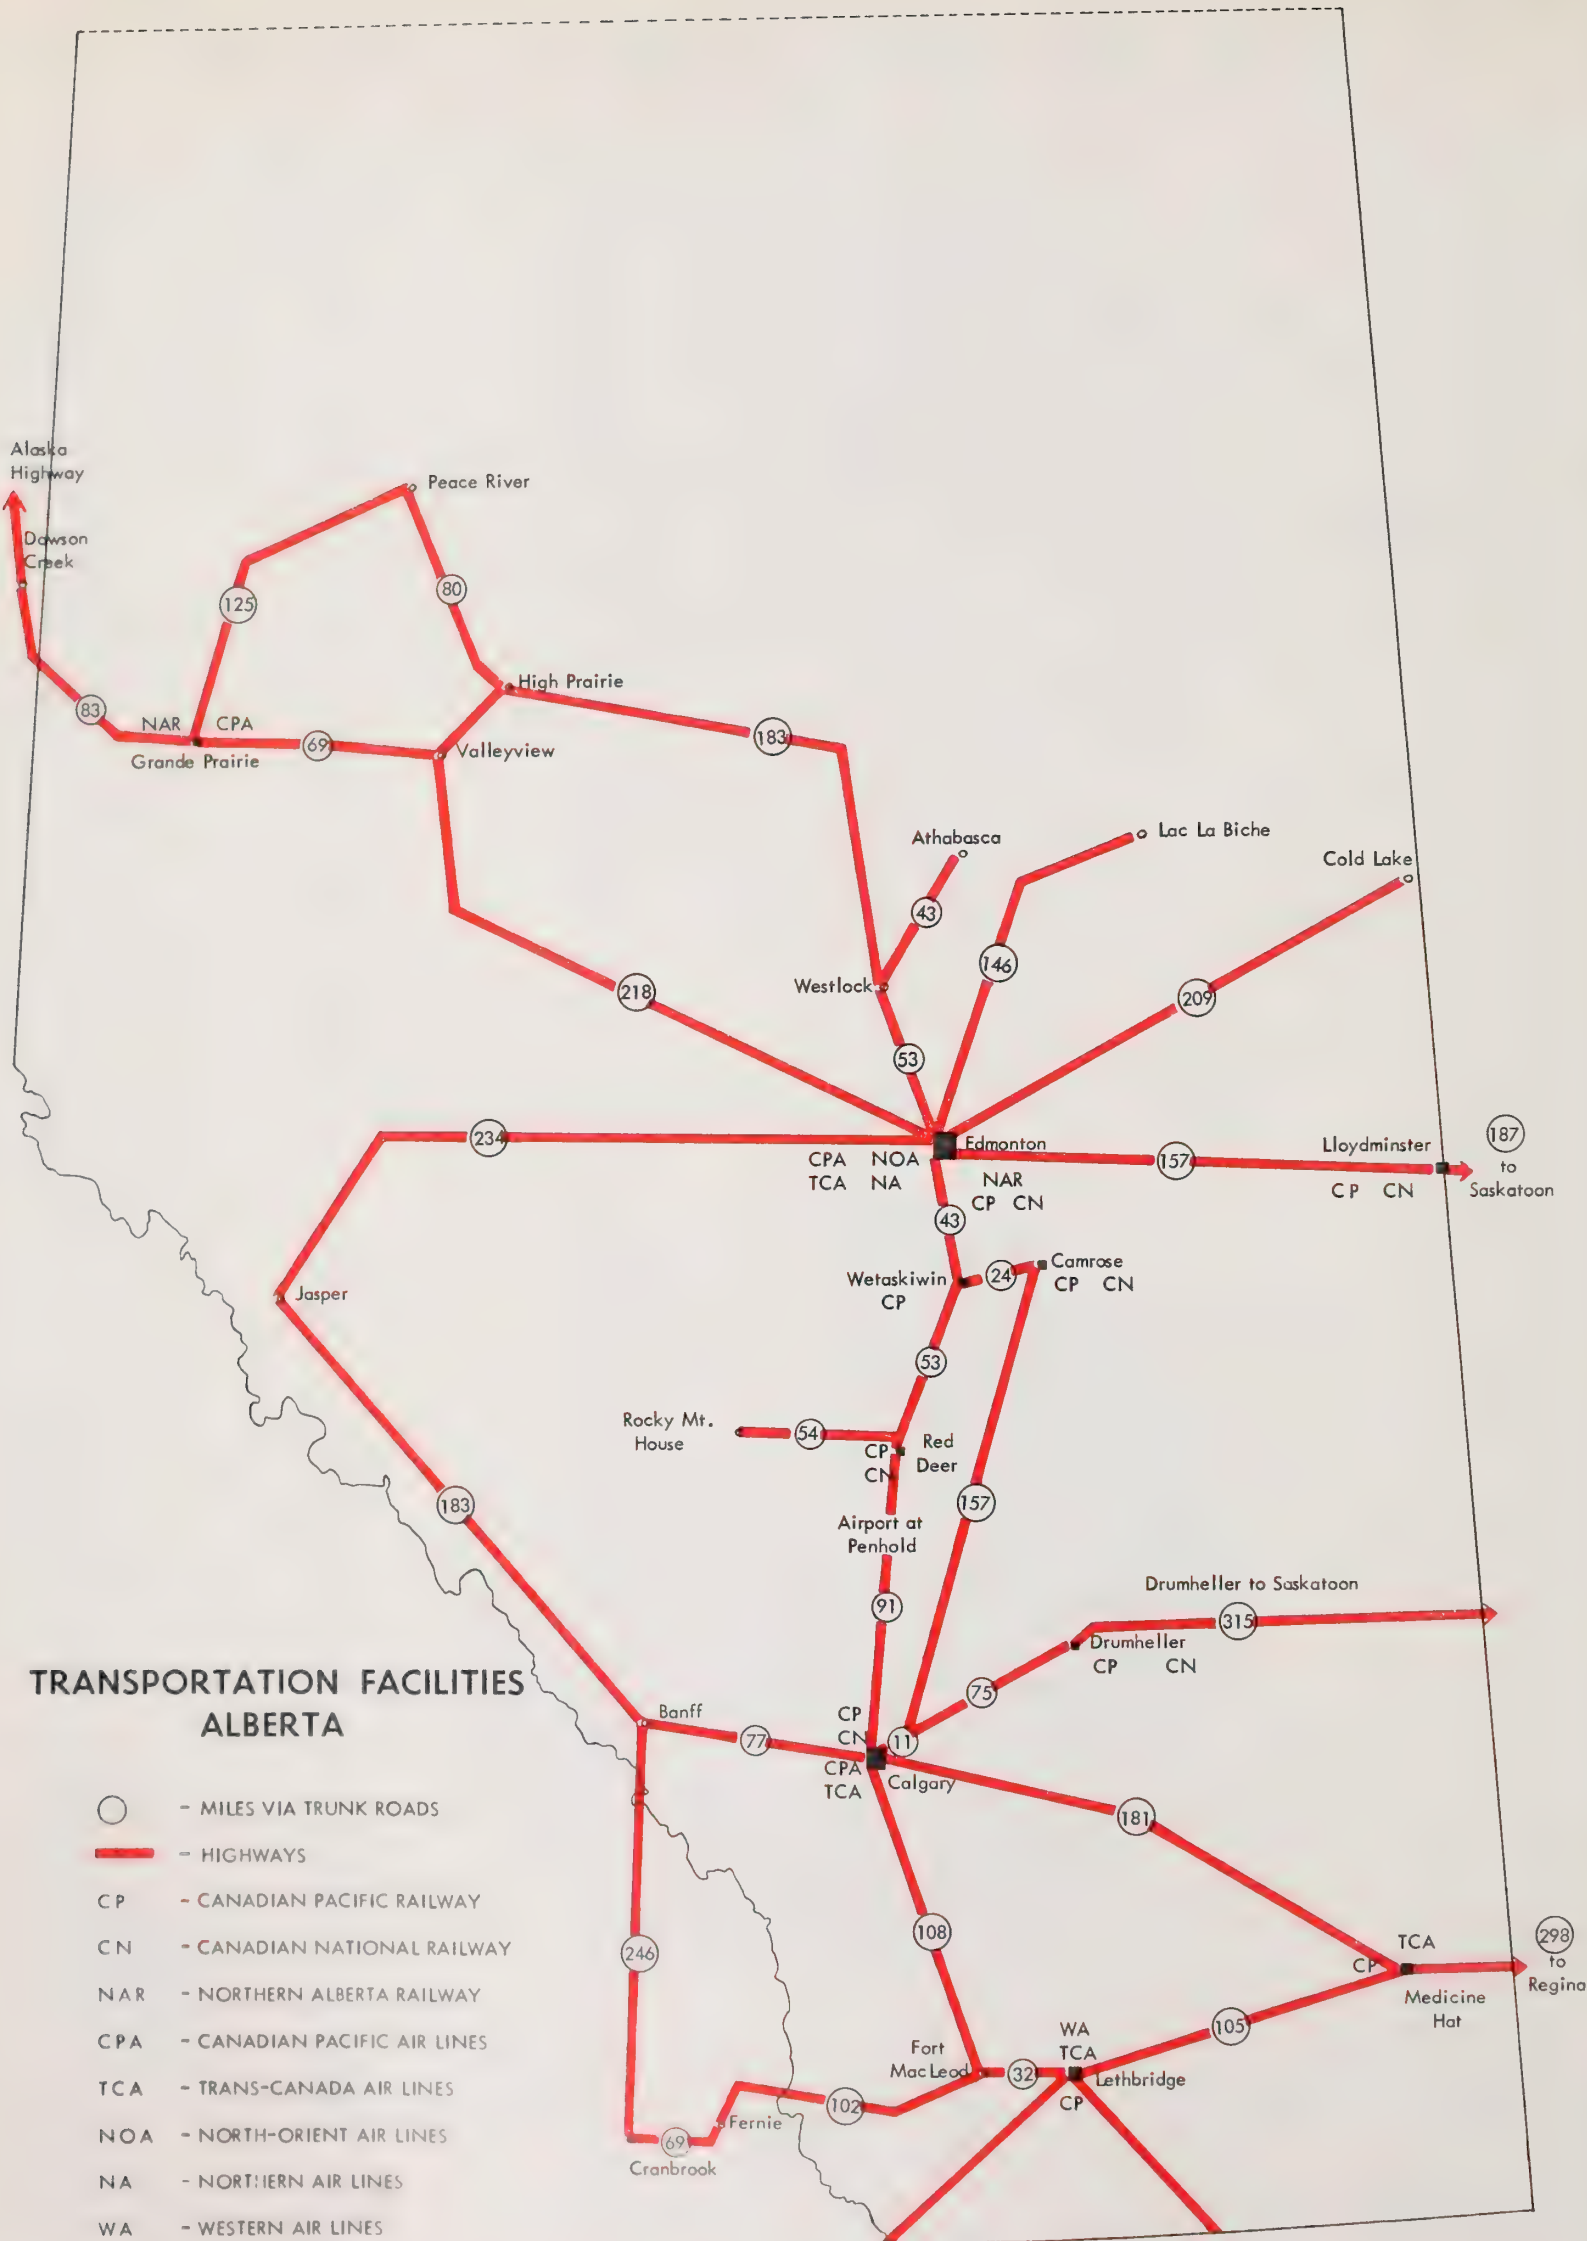 Alaska
Highway
Peace River
Dawson
Creek
80
125
High Prairie
83
NAR CPA
183
69
Valleyview
Grande Prairie
Lac La Biche
Athabasca
Cold Lake
43
146
Westlock
218
209
53
187
234
Edmonton
Lloydminster
CPA NOA
157
to
TCA NA
NAR
CP CN
Saskatoon
CP CN
43
Camrose
Wetaskiwin
24
CP CN
CP
Jasper
53
Rocky Mt.
House
54
CP
CN
Red
Deer
183
157
Airport at
Penhold
Drumheller to Saskatoon
91
315
Drumheller
CP CN
TRANSPORTATION FACILITIES
ALBERTA
75
Banff
CP
CN
77
11
CPA
TCA
Calgary
181
○ - MILES VIA TRUNK ROADS
- HIGHWAYS
CP - CANADIAN PACIFIC RAILWAY
CN - CANADIAN NATIONAL RAILWAY
NAR - NORTHERN ALBERTA RAILWAY
CPA - CANADIAN PACIFIC AIR LINES
TCA - TRANS-CANADA AIR LINES
NOA - NORTH-ORIENT AIR LINES
NA - NORTHERN AIR LINES
WA - WESTERN AIR LINES
108
246
TCA
CP
298
to
Regina
Medicine
Hat
105
WA
TCA
Fort
MacLeod
32
Lethbridge
CP
102
Fernie
69
Cranbrook